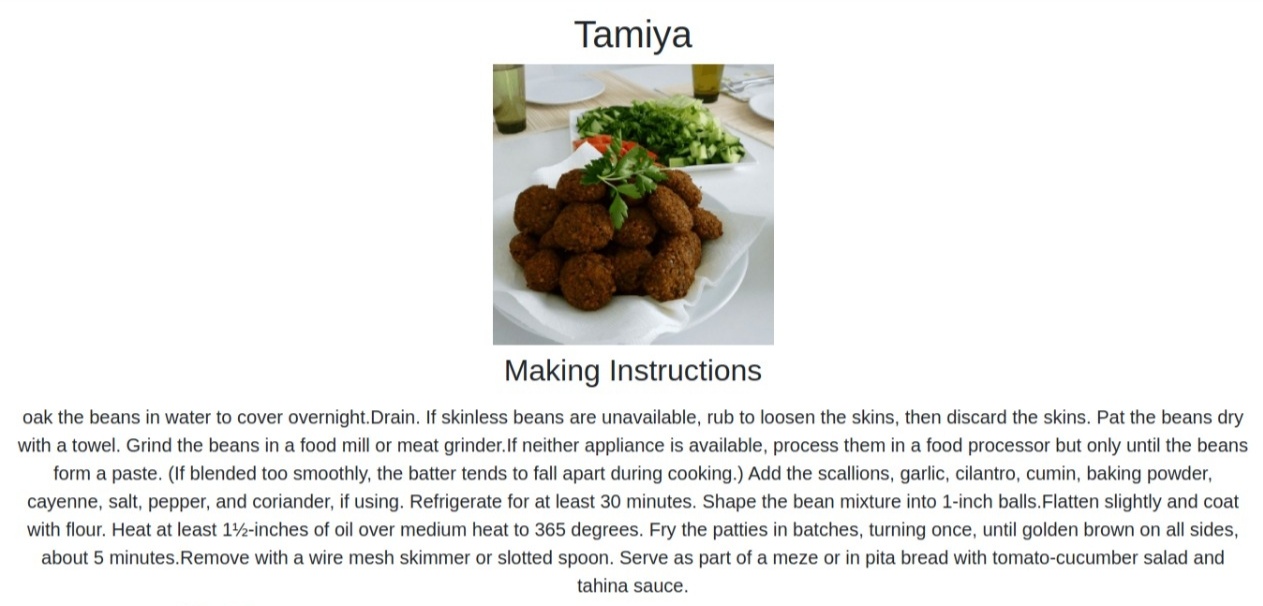 Tamiya
Making Instructions
oak the beans in water to cover overnight.Drain. If skinless beans are unavailable, rub to loosen the skins, then discard the skins. Pat the beans dry
with a towel. Grind the beans in a food mill or meat grinder.If neither appliance is available, process them in a food processor but only until the beans
form a paste. (If blended too smoothly, the batter tends to fall apart during cooking.) Add the scallions, garlic, cilantro, cumin, baking powder,
cayenne, salt, pepper, and coriander, if using. Refrigerate for at least 30 minutes. Shape the bean mixture into 1-inch balls.Flatten slightly and coat
with flour. Heat at least 1½-inches of oil over medium heat to 365 degrees. Fry the patties in batches, turning once, until golden brown on all sides,
about 5 minutes.Remove with a wire mesh skimmer or slotted spoon. Serve as part of a meze or in pita bread with tomato-cucumber salad and
tahina sauce.